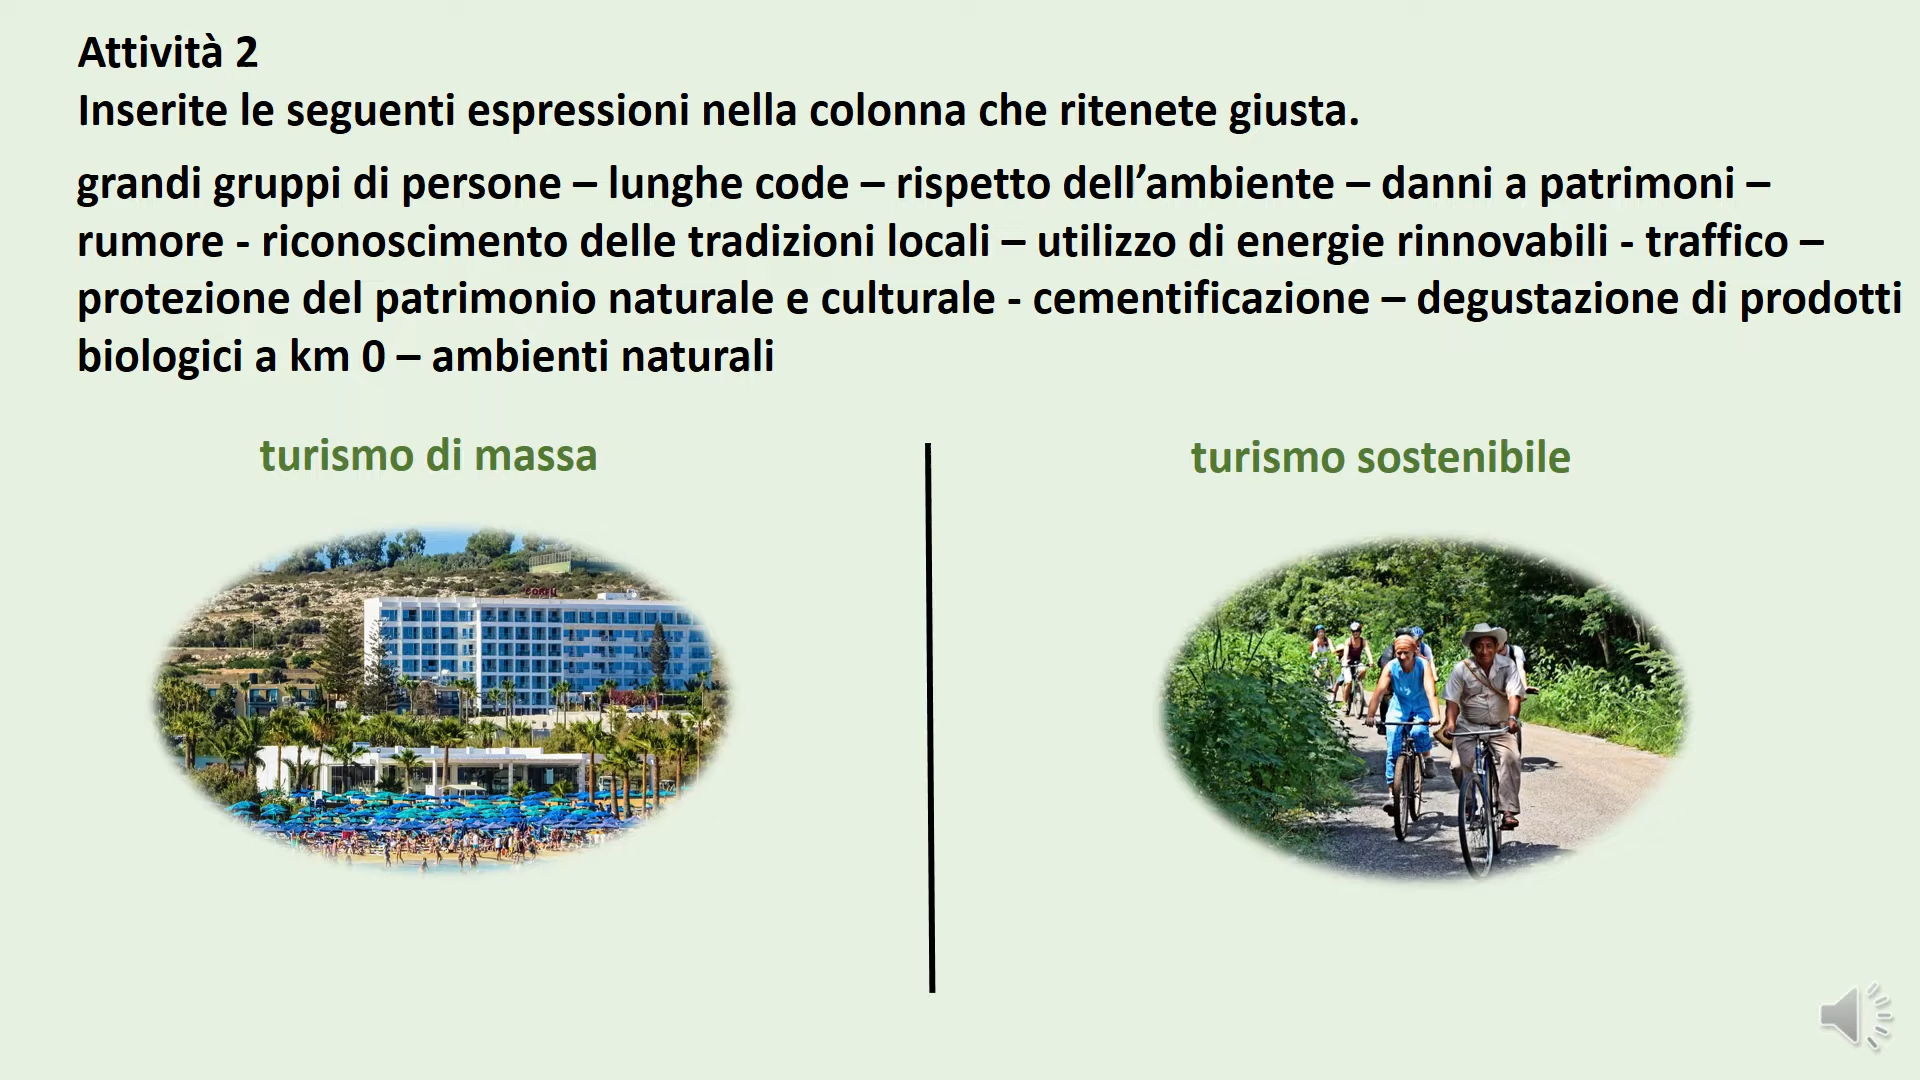 Attività 2
Inserite le seguenti espressioni nella colonna che ritenete giusta.
grandi gruppi di persone – lunghe code – rispetto dell’ambiente – danni a patrimoni –
rumore - riconoscimento delle tradizioni locali – utilizzo di energie rinnovabili - traffico –
protezione del patrimonio naturale e culturale - cementificazione – degustazione di prodotti
biologici a km 0 – ambienti naturali
turismo di massa
turismo sostenibile